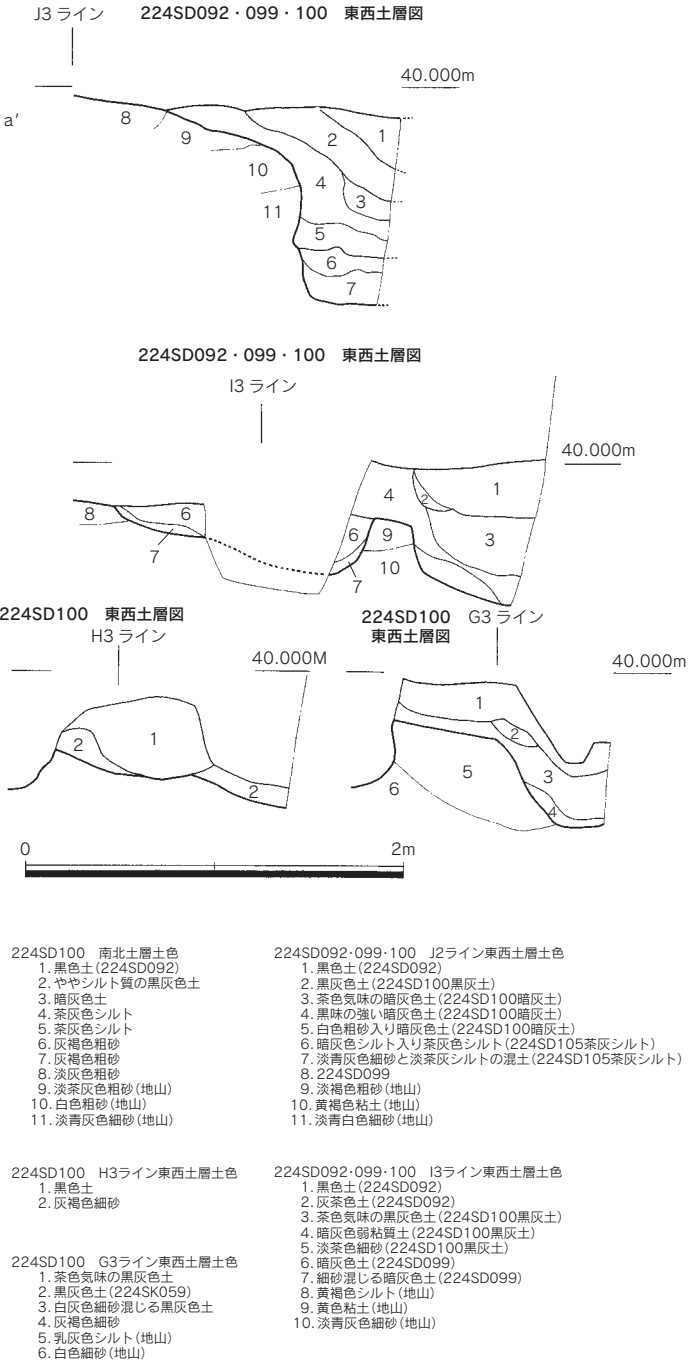 J3 ライン 224SD092・099・100 東西土層図
40.000m
a′
8
9
10
11
1
2
3
4
5
6
7
224SD092・099・100 東西土層図
I3 ライン
40.000m
8
6
7
4
2
1
6
9
3
10
7
224SD100 東西土層図
H3 ライン
40.000M
2
1
2
224SD100 G3 ライン
東西土層図
40.000m
1
2
5
3
6
4
0 2m
224SD100 南北土層土色
1. 黒色土(224SD092)
2. ややシルト質の黒灰色土
3. 暗灰色土
4. 茶灰色シルト
5. 茶灰色シルト
6. 灰褐色粗砂
7. 灰褐色粗砂
8. 淡灰色粗砂
9. 淡茶灰色粗砂(地山)
10. 白色粗砂(地山)
11. 淡青灰色細砂(地山)
224SD092・099・100 J2ライン東西土層土色
1. 黒色土(224SD092)
2. 黒灰色土(224SD100黒灰土)
3. 茶色気味の暗灰色土(224SD100暗灰土)
4. 黒味の強い暗灰色土(224SD100暗灰土)
5. 白色粗砂入り暗灰色土(224SD100暗灰土)
6. 暗灰色シルト入り茶灰色シルト(224SD105茶灰シルト)
7. 淡青灰色細砂と淡茶灰シルトの混土(224SD105茶灰シルト)
8. 224SD099
9. 淡褐色粗砂(地山)
10. 黄褐色粘土(地山)
11. 淡青白色細砂(地山)
224SD100 H3ライン東西土層土色
1. 黒色土
2. 灰褐色細砂
224SD100 G3ライン東西土層土色
1. 茶色気味の黒灰色土
2. 黒灰色土(224SK059)
3. 白灰色細砂混じる黒灰色土
4. 灰褐色細砂
5. 乳灰色シルト(地山)
6. 白色細砂(地山)
224SD092・099・100 I3ライン東西土層土色
1. 黒色土(224SD092)
2. 灰茶色土(224SD092)
3. 茶色気味の黒灰色土(224SD100黒灰土)
4. 暗灰色弱粘質土(224SD100黒灰土)
5. 淡茶色細砂(224SD100黒灰土)
6. 暗灰色土(224SD099)
7. 細砂混じる暗灰色土(224SD099)
8. 黄褐色シルト(地山)
9. 黄色粘土(地山)
10. 淡青灰色細砂(地山)